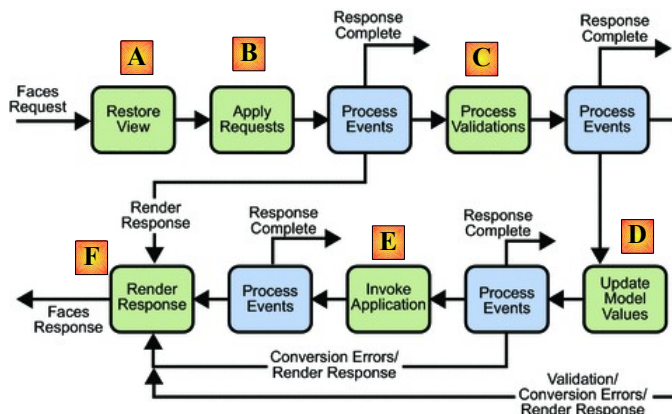 Response
Complete
Response
Complete
A
B
C
Faces
Request
Restore
View
Apply
Requests
Process
Events
Process
Validations
Process
Events
Render
Response
Response
Complete
Response
Complete
F
E
D
Render
Response
Process
Events
Invoke
Application
Process
Events
Update
Model
Values
Faces
Response
Conversion Errors/
Render Response
Validation/
Conversion Errors/
Render Response